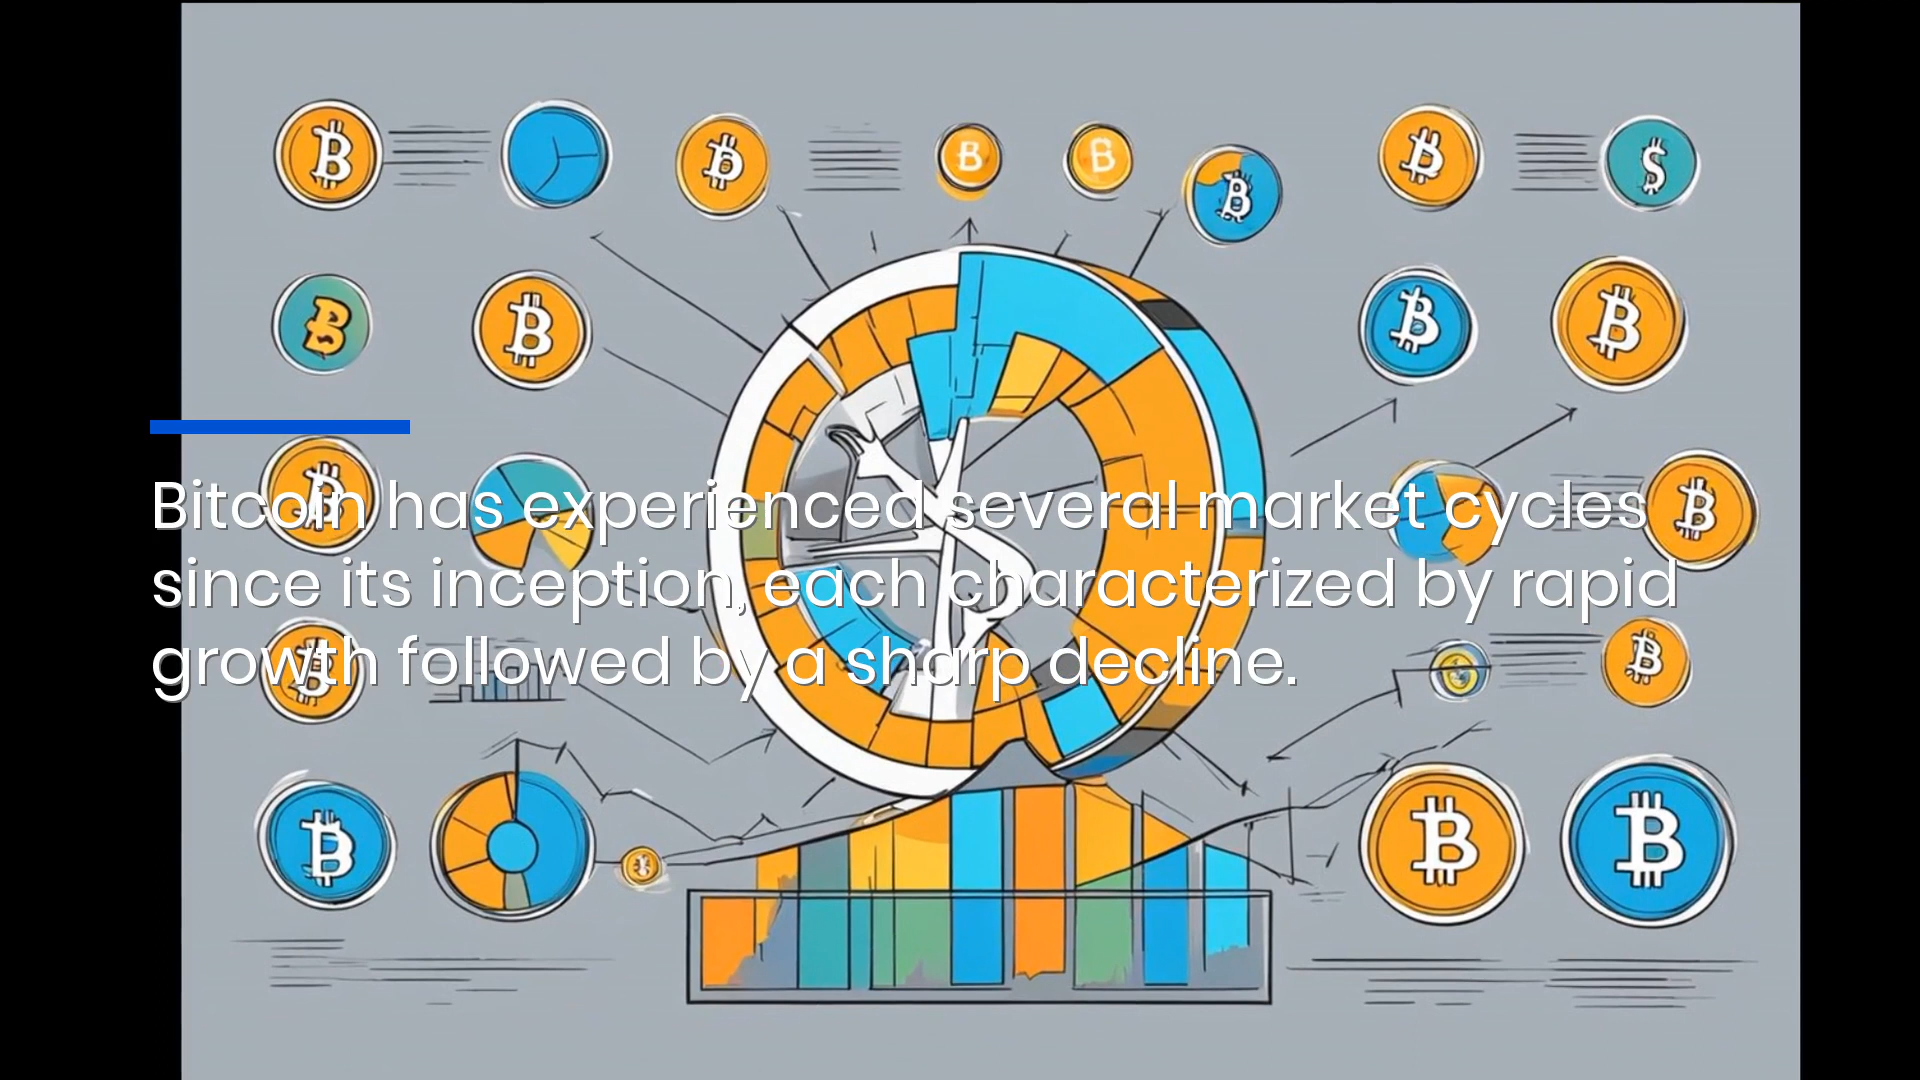 Bitcoin has experienced several market cycles
since its inception, each characterized by rapid
growth followed by a sharp decline.